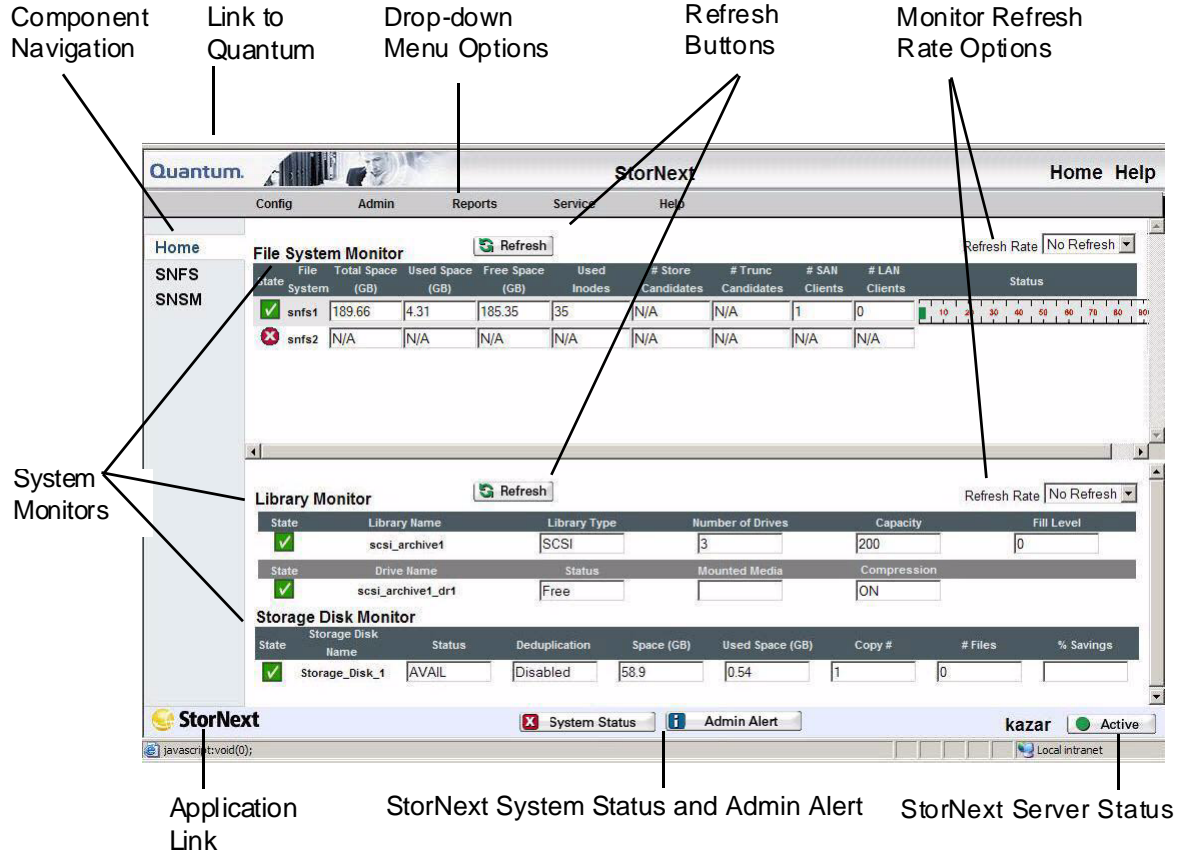 Component Navigation
Link to Quantum
Drop-down Menu Options
Refresh Buttons
Monitor Refresh Rate Options
Quantum.
StorNext
Home Help
Config Admin Reports Service Help
Home
SNFS
SNSM
File System Monitor
Refresh
Refresh Rate No Refresh
State File System Total Space (GB) Used Space (GB) Free Space (GB) Used Inodes # Store Candidates # Trunc Candidates # SAN Clients # LAN Clients Status
snfs1 189.66 4.31 185.35 35 N/A N/A 1 0 10 20 30 40 50 60 70 80
snfs2 N/A N/A N/A N/A N/A N/A N/A N/A
System Monitors
Library Monitor
Refresh
Refresh Rate No Refresh
State Library Name Library Type Number of Drives Capacity Fill Level
scsi_archive1 SCSI 3 200 0
State Drive Name Status Mounted Media Compression
scsi_archive1_dr1 Free ON
Storage Disk Monitor
State Storage Disk Name Status Deduplication Space (GB) Used Space (GB) Copy # # Files % Savings
Storage_Disk_1 AVAIL Disabled 58.9 0.54 1 0
StorNext
System Status
Admin Alert
kazar
Active
javascript:void(0);
Local intranet
Application Link
StorNext System Status and Admin Alert
StorNext Server Status